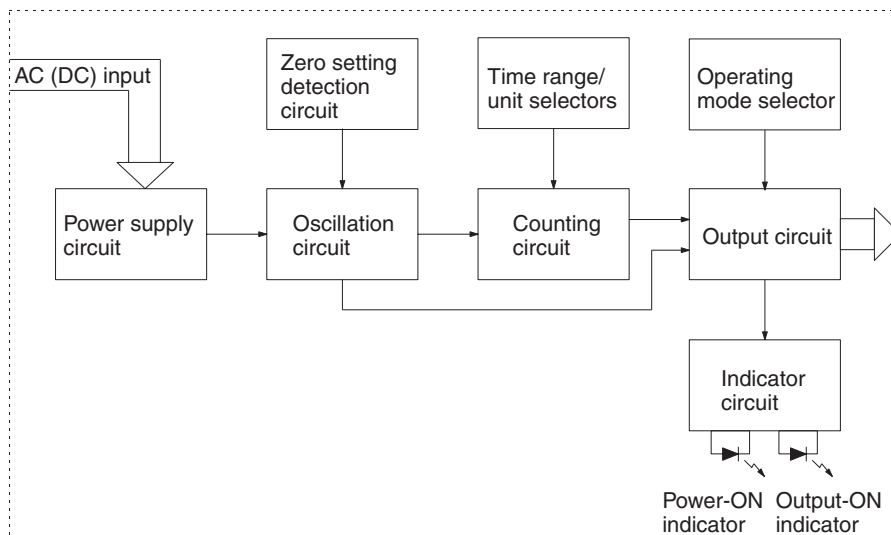 AC (DC) input
Zero setting
detection
circuit
Time range/
unit selectors
Operating
mode selector
Power supply
circuit
Oscillation
circuit
Counting
circuit
Output circuit
Indicator
circuit
Power-ON
indicator
Output-ON
indicator